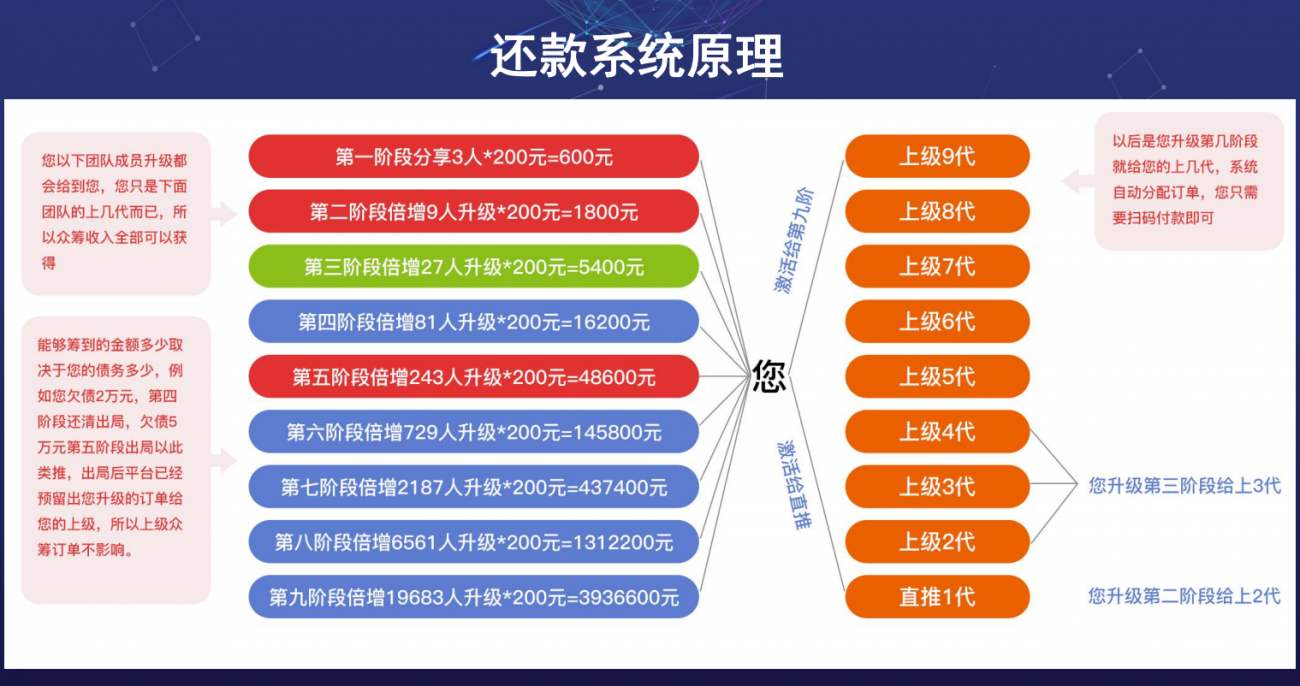 还款系统原理
您以下团队成员升级都
会给到您，您只是下面
团队的上几代而已，所
以众筹收入全部可以获
得
能够筹到的金额多少取
决于您的债务多少，例
如您欠债2万元，第四
阶段还清出局，欠债5
万元第五阶段出局以此
类推，出局后平台已经
预留出您升级的订单给
您的上级，所以上级众
筹订单不影响。
第一阶段分享3人*200元=600元
第二阶段倍增9人升级*200元=1800元
第三阶段倍增27人升级*200元=5400元
第四阶段倍增81人升级*200元=16200元
第五阶段倍增243人升级*200元=48600元
第六阶段倍增729人升级*200元=145800元
第七阶段倍增2187人升级*200元=437400元
第八阶段倍增6561人升级*200元=1312200元
第九阶段倍增19683人升级*200元=3936600元
您
激活给第九阶
激活给直推
上级9代
上级8代
上级7代
上级6代
上级5代
上级4代
上级3代
上级2代
直推1代
以后是您升级第几阶段
就给您的上几代，系统
自动分配订单，您只需
要扫码付款即可
您升级第三阶段给上3代
您升级第二阶段给上2代